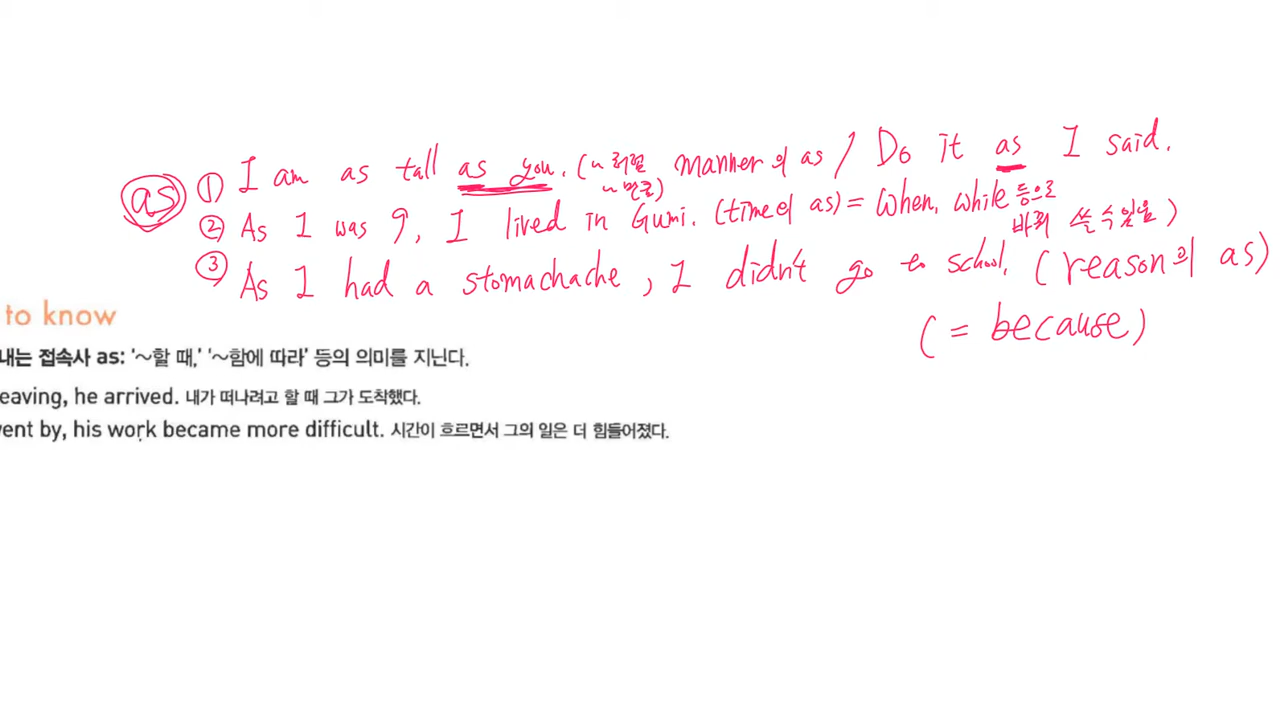 as ① I am as tall as you. (~처럼 manner의 as / Do it as I said.
~만큼)
② As I was 9, I lived in Gumi. (time의 as) = When, while 등으로
바꿔 쓸 수 있음)
③ As I had a stomachache, I didn't go to school. (reason의 as)
(= because)
to know
내는 접속사 as: '~할 때,' '~함에 따라' 등의 의미를 지닌다.
eaving, he arrived. 내가 떠나려고 할 때 그가 도착했다.
vent by, his work became more difficult. 시간이 흐르면서 그의 일은 더 힘들어졌다.